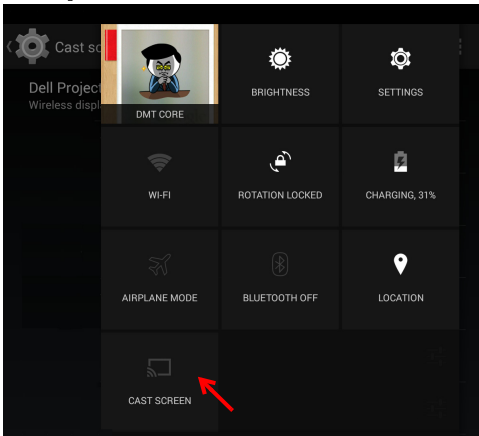 Cast sc
Dell Project
Wireless displ
DMT CORE
BRIGHTNESS
SETTINGS
WI-FI
ROTATION LOCKED
CHARGING, 31%
AIRPLANE MODE
BLUETOOTH OFF
LOCATION
CAST SCREEN